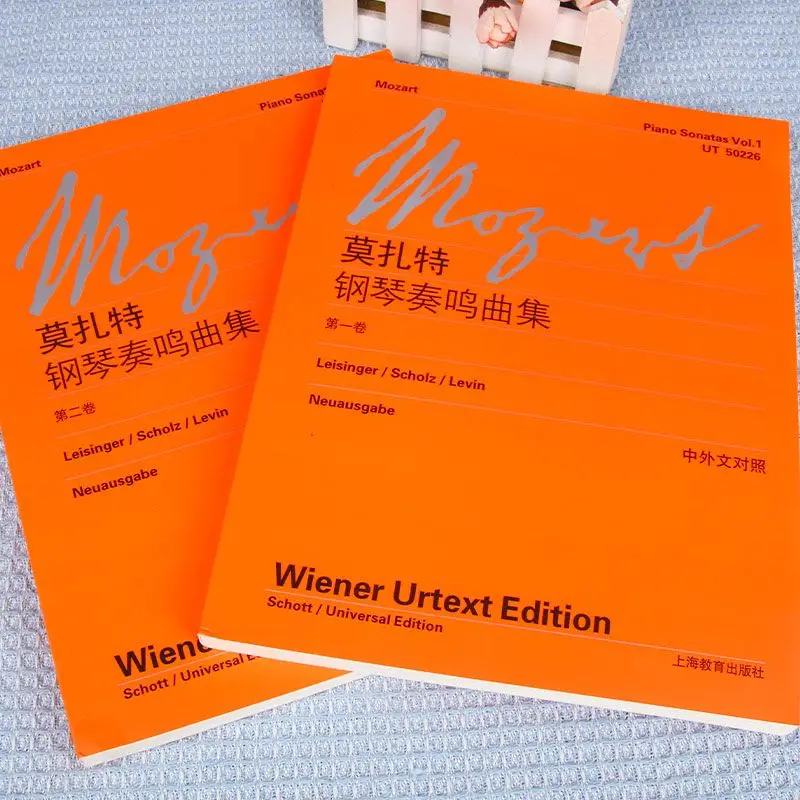 Mozart
Piano Sonatas
Mozart
莫扎特
钢琴奏鸣曲集
第二卷
Leisinger / Scholz / Levin
Neuausgabe
Wiener
Schott / Universal
Mozart
Piano Sonatas Vol.1
UT 50226
Mozart
莫扎特
钢琴奏鸣曲集
第一卷
Leisinger / Scholz / Levin
Neuausgabe
中外文对照
Wiener Urtext Edition
Schott / Universal Edition
上海教育出版社